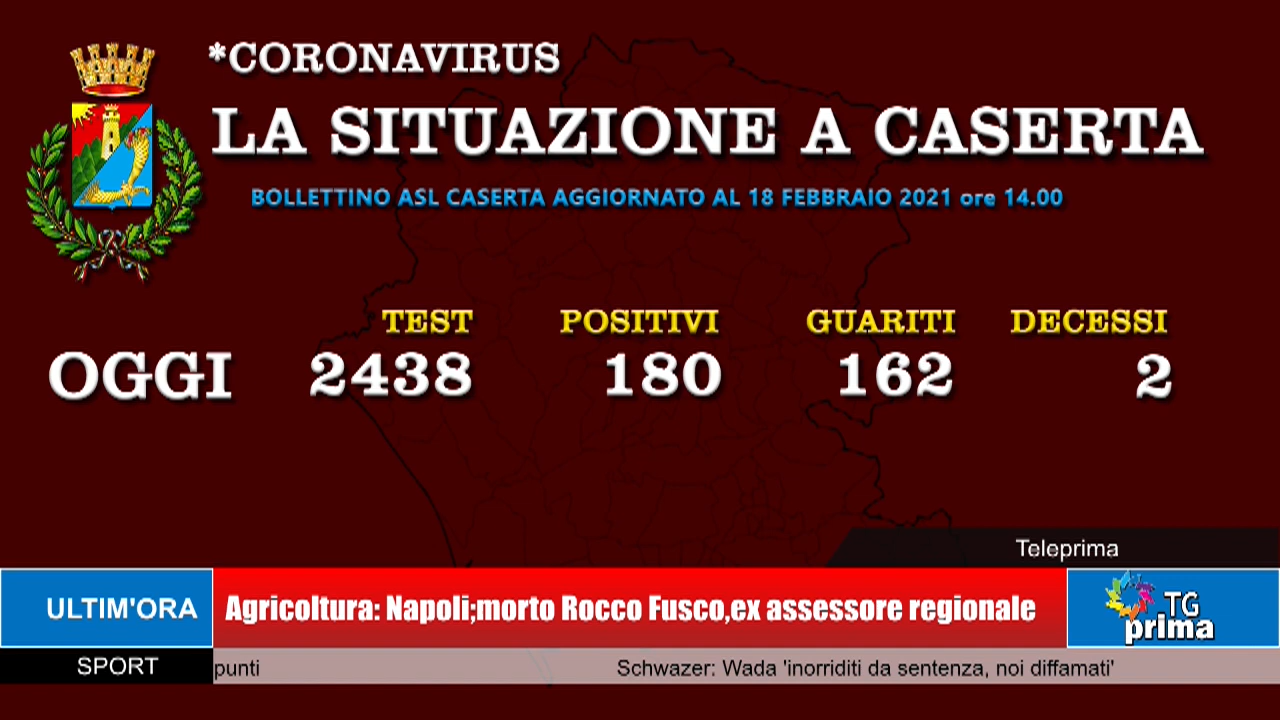 *CORONAVIRUS
LA SITUAZIONE A CASERTA
BOLLETTINO ASL CASERTA AGGIORNATO AL 18 FEBBRAIO 2021 ore 14.00
TEST POSITIVI GUARITI DECESSI
OGGI 2438 180 162 2
Teleprima
ULTIM'ORA Agricoltura: Napoli;morto Rocco Fusco,ex assessore regionale TG prima
SPORT punti Schwazer: Wada 'inorriditi da sentenza, noi diffamati'